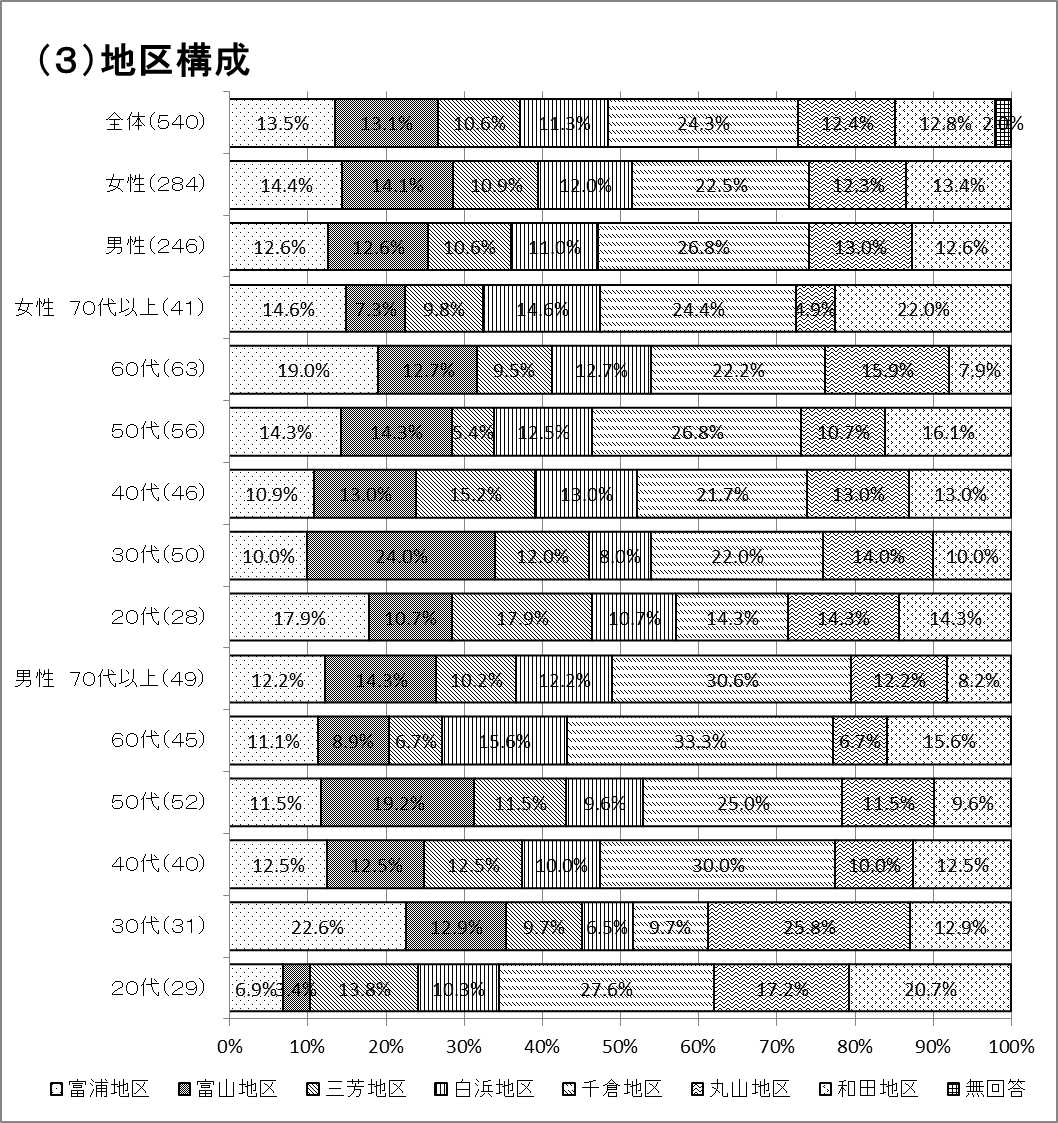 （３）地区構成
全体(540) 13.5% 13.1% 10.6% 11.3% 24.3% 12.4% 12.8% 2.0%
女性(284) 14.4% 14.1% 10.9% 12.0% 22.5% 12.3% 13.4%
男性(246) 12.6% 12.6% 10.6% 11.0% 26.8% 13.0% 12.6%
女性　70代以上(41) 14.6% 7.3% 9.8% 14.6% 24.4% 4.9% 22.0%
60代(63) 19.0% 12.7% 9.5% 12.7% 22.2% 15.9% 7.9%
50代(56) 14.3% 14.3% 5.4% 12.5% 26.8% 10.7% 16.1%
40代(46) 10.9% 13.0% 15.2% 13.0% 21.7% 13.0% 13.0%
30代(50) 10.0% 24.0% 12.0% 8.0% 22.0% 14.0% 10.0%
20代(28) 17.9% 10.7% 17.9% 10.7% 14.3% 14.3% 14.3%
男性　70代以上(49) 12.2% 14.3% 10.2% 12.2% 30.6% 12.2% 8.2%
60代(45) 11.1% 8.9% 6.7% 15.6% 33.3% 6.7% 15.6%
50代(52) 11.5% 19.2% 11.5% 9.6% 25.0% 11.5% 9.6%
40代(40) 12.5% 12.5% 12.5% 10.0% 30.0% 10.0% 12.5%
30代(31) 22.6% 12.9% 9.7% 6.5% 9.7% 25.8% 12.9%
20代(29) 6.9% 3.4% 13.8% 10.3% 27.6% 17.2% 20.7%
0% 10% 20% 30% 40% 50% 60% 70% 80% 90% 100%
富浦地区 富山地区 三芳地区 白浜地区 千倉地区 丸山地区 和田地区 無回答